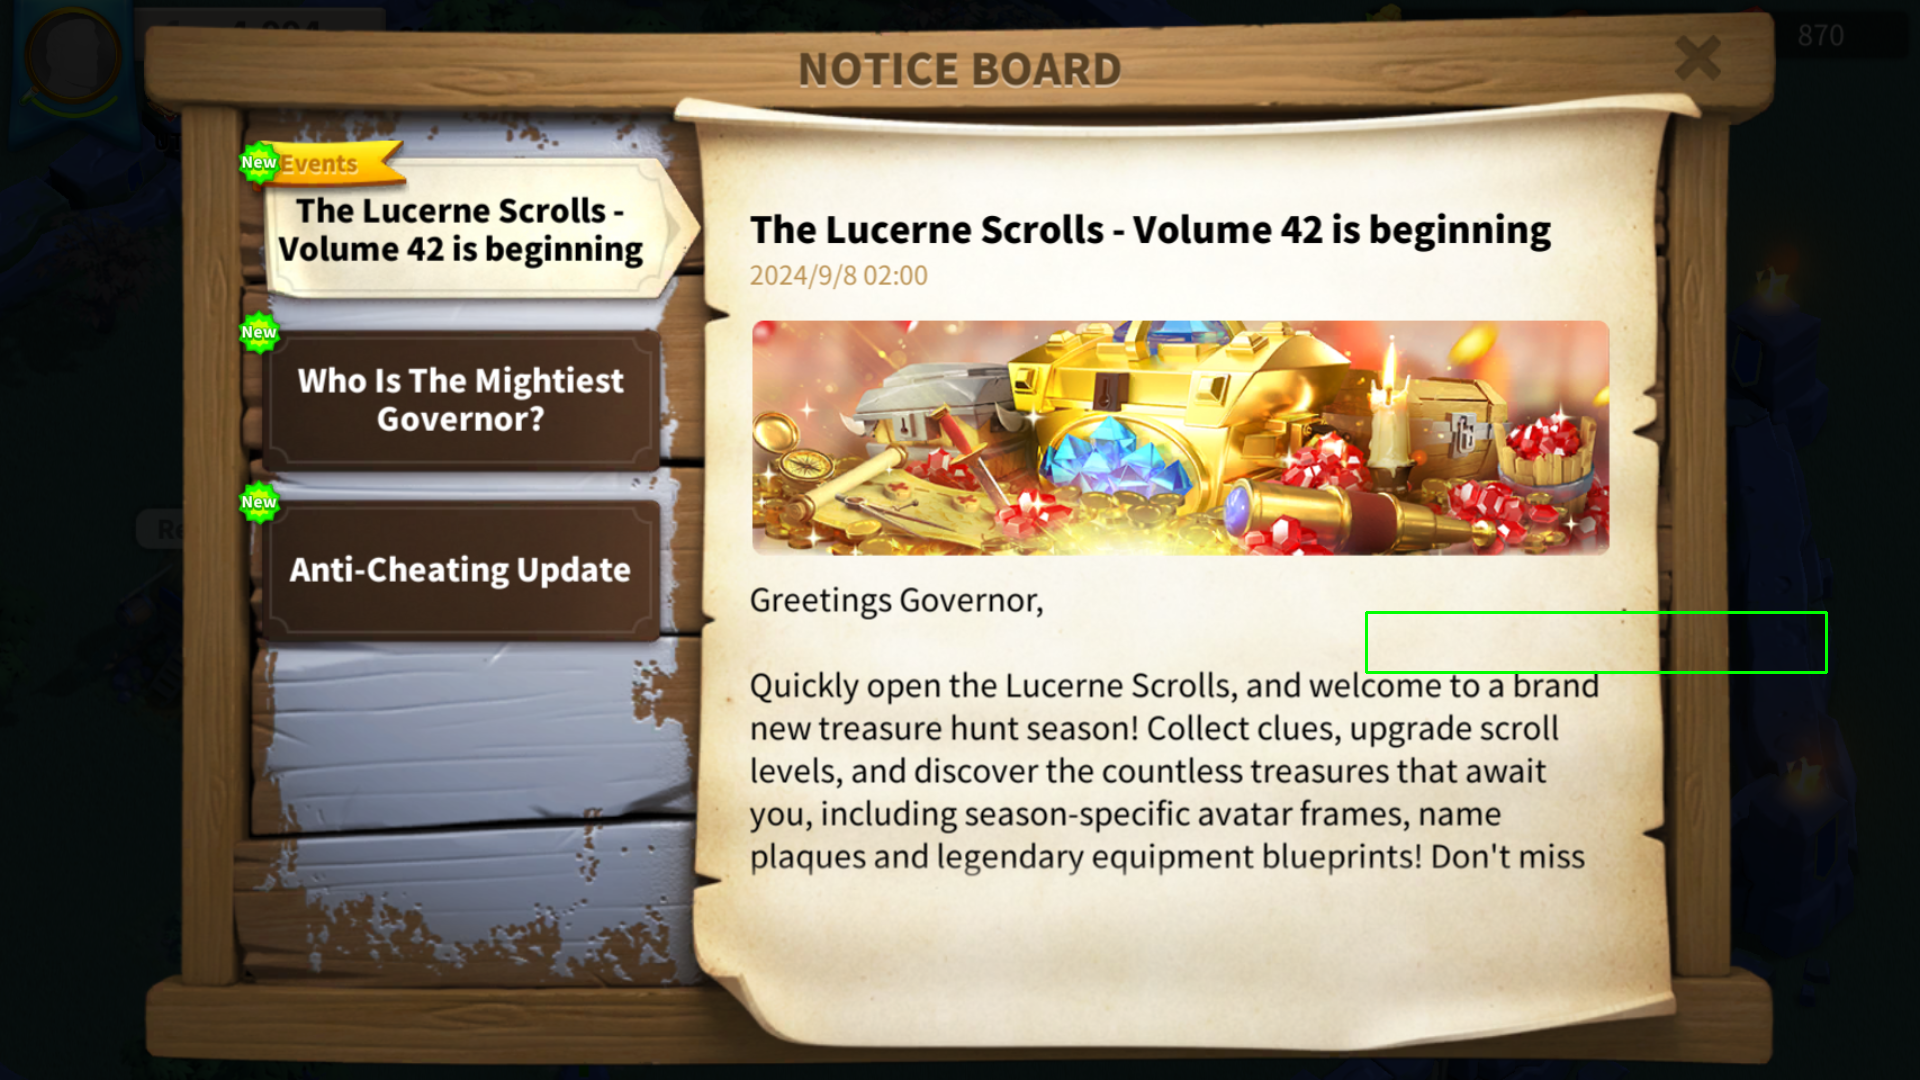 870
NOTICE BOARD
New
Events
The Lucerne Scrolls -
Volume 42 is beginning
New
Who Is The Mightiest
Governor?
New
Anti-Cheating Update
The Lucerne Scrolls - Volume 42 is beginning
2024/9/8 02:00
Greetings Governor,
Quickly open the Lucerne Scrolls, and welcome to a brand
new treasure hunt season! Collect clues, upgrade scroll
levels, and discover the countless treasures that await
you, including season-specific avatar frames, name
plaques and legendary equipment blueprints! Don't miss